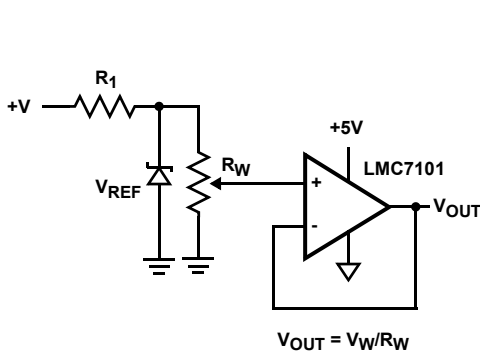 R1
+V
+5V
LMC7101
RW
+
VREF
-
VOUT
VOUT = VW/RW